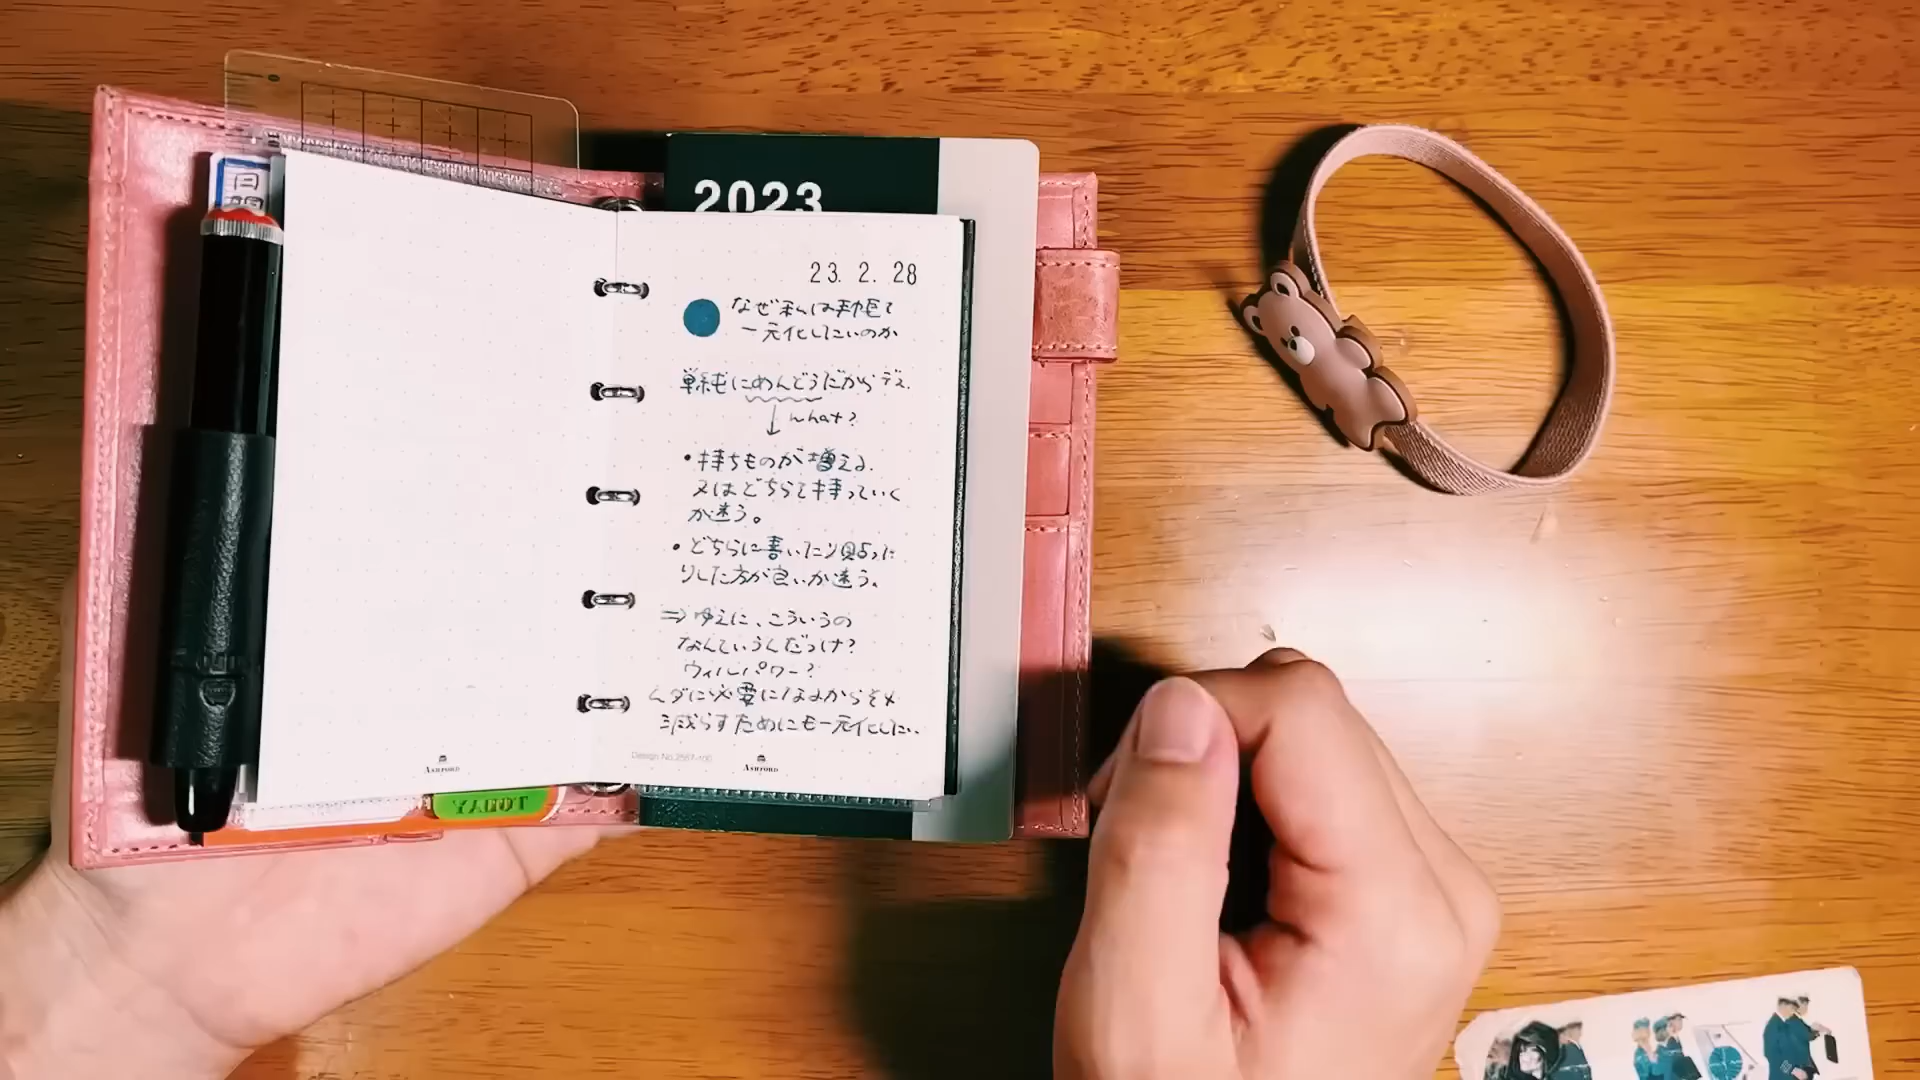 2023
23. 2. 28
なぜ私は手帳を
一元化したいのか
単純にめんどうだからデス.
↓ what?
• 持ちものが増える.
又はどちらを持っていく
か迷う。
• どちらに書いたり貼った
りした方が良いか迷う。
⇒ ゆえに、こういうの
なんていうんだっけ?
ウィルパワー?
ムダに必要になるからそれ
減らすためにも一元化したい.
Design No.2557-100
ASHFORD
ASHFORD
TODAY